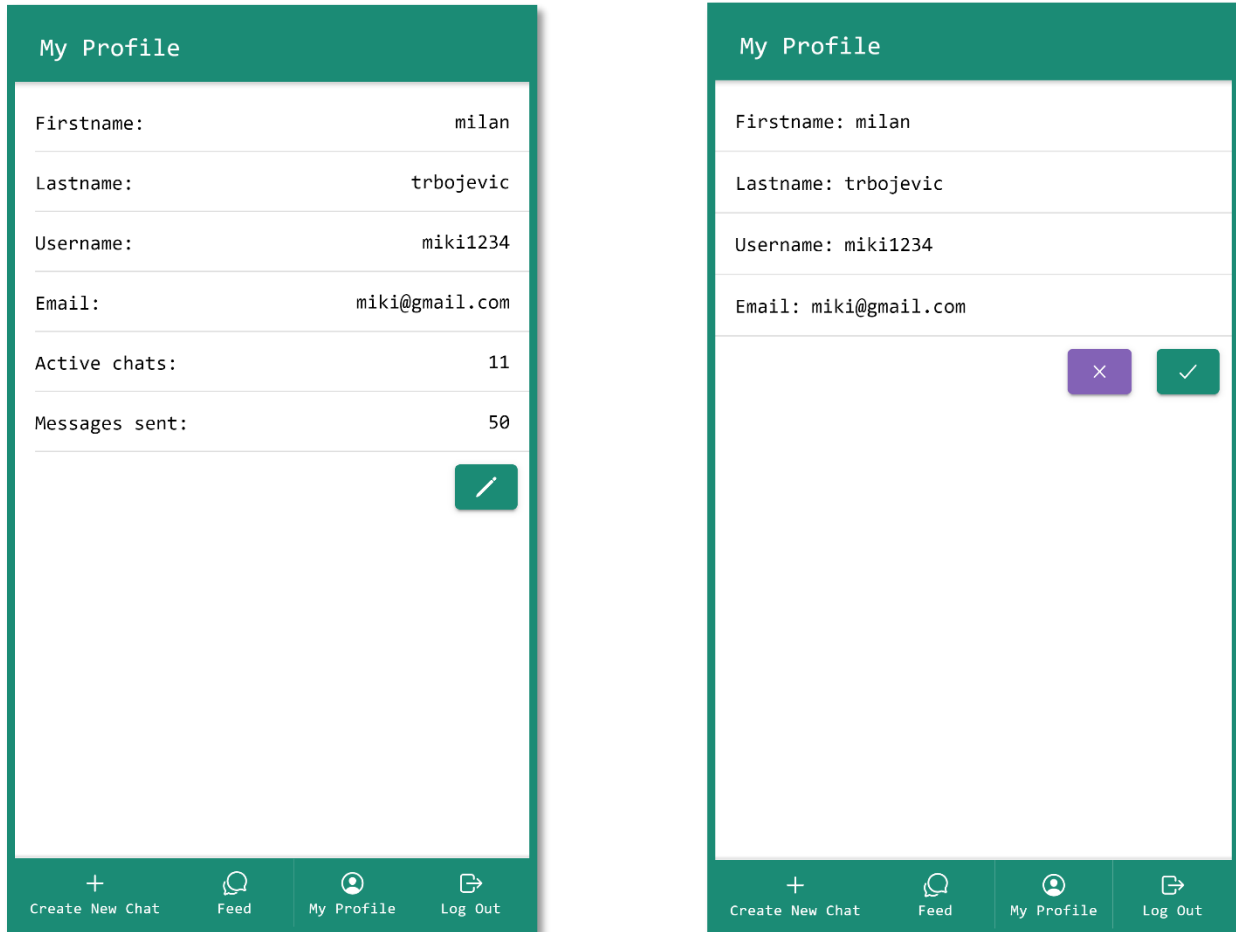 My Profile
Firstname: milan
Lastname: trbojevic
Username: miki1234
Email: miki@gmail.com
Active chats: 11
Messages sent: 50
Create New Chat Feed My Profile Log Out
My Profile
Firstname: milan
Lastname: trbojevic
Username: miki1234
Email: miki@gmail.com
Create New Chat Feed My Profile Log Out